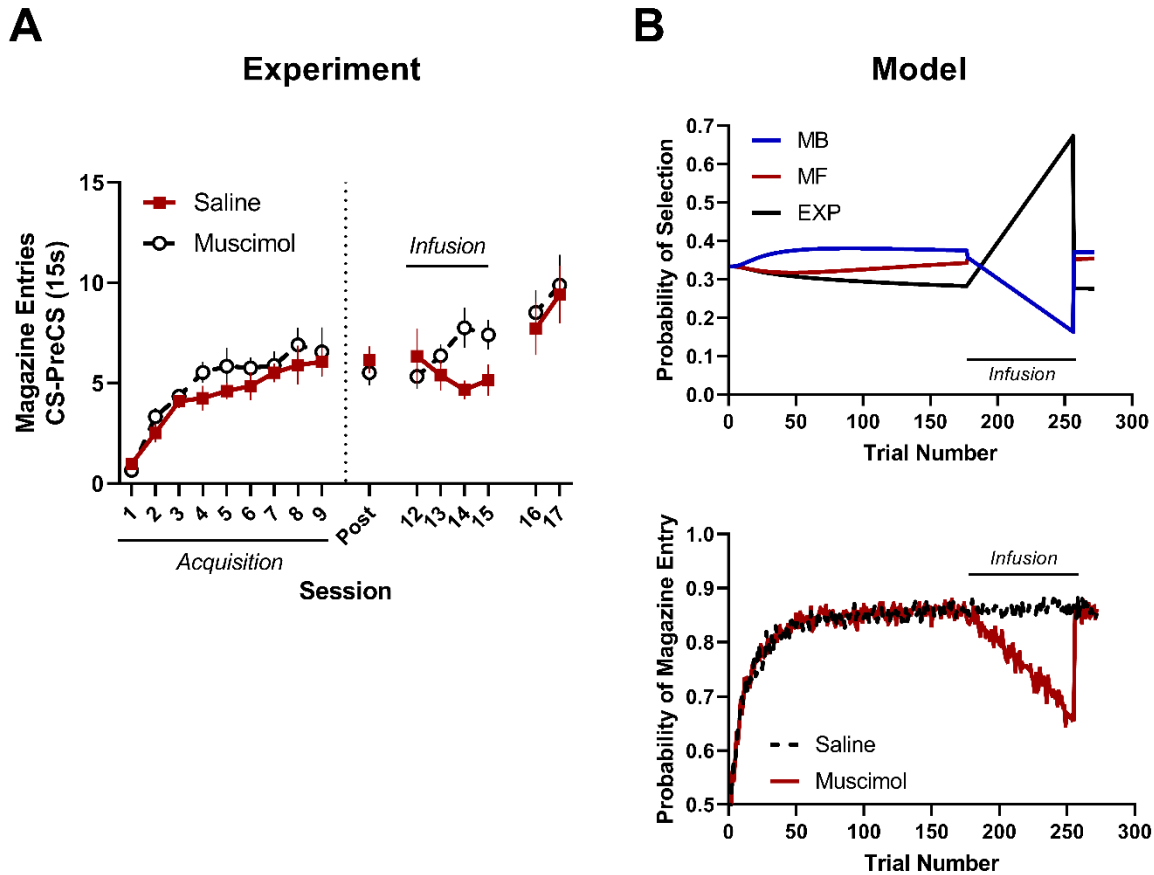 A
Experiment
Magazine Entries
CS-PreCS (15s)
15
10
5
0
Saline
Muscimol
Infusion
1
2
3
4
5
6
7
8
9
Post
12
13
14
15
16
17
Acquisition
Session
B
Model
Probability of Selection
0.7
0.6
0.5
0.4
0.3
0.2
0.1
0.0
MB
MF
EXP
Infusion
0
50
100
150
200
250
300
Trial Number
Probability of Magazine Entry
1.0
0.9
0.8
0.7
0.6
0.5
Infusion
Saline
Muscimol
0
50
100
150
200
250
300
Trial Number